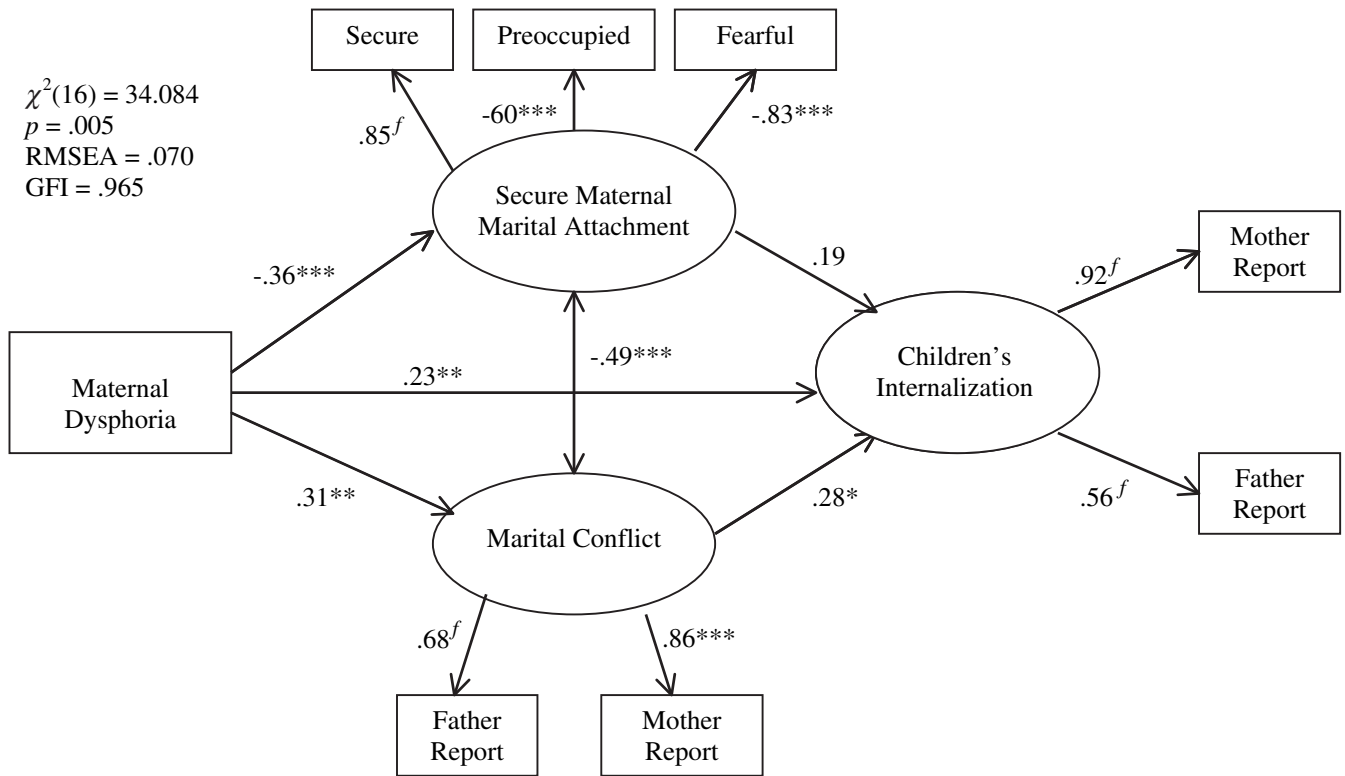 Secure
Preoccupied
Fearful
χ²(16) = 34.084
p = .005
RMSEA = .070
GFI = .965
.85f
-60***
-.83***
Secure Maternal
Marital Attachment
Mother
Report
-.36***
.19
.92f
Maternal
Dysphoria
.23**
-.49***
Children's
Internalization
.31**
.28*
.56f
Father
Report
Marital Conflict
.68f
.86***
Father
Report
Mother
Report